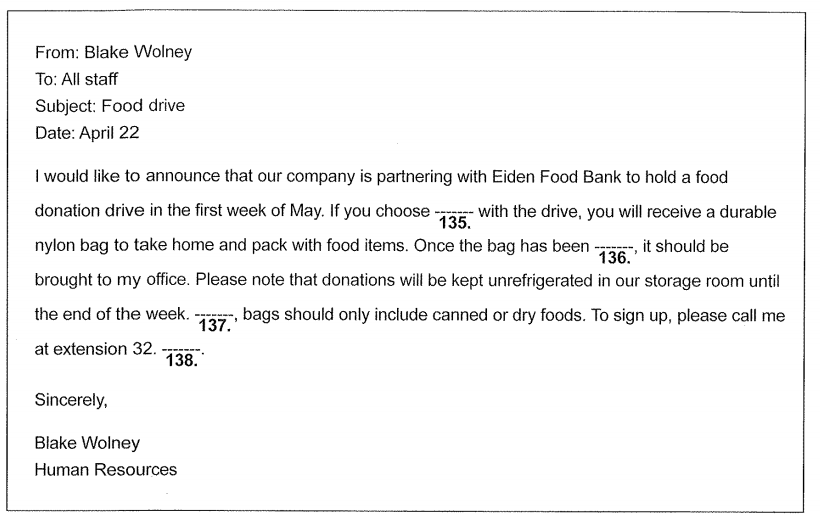 From: Blake Wolney
To: All staff
Subject: Food drive
Date: April 22
I would like to announce that our company is partnering with Eiden Food Bank to hold a food
donation drive in the first week of May. If you choose ------- with the drive, you will receive a durable
135.
nylon bag to take home and pack with food items. Once the bag has been -------, it should be
136.
brought to my office. Please note that donations will be kept unrefrigerated in our storage room until
the end of the week. -------, bags should only include canned or dry foods. To sign up, please call me
137.
at extension 32. -------.
138.
Sincerely,
Blake Wolney
Human Resources